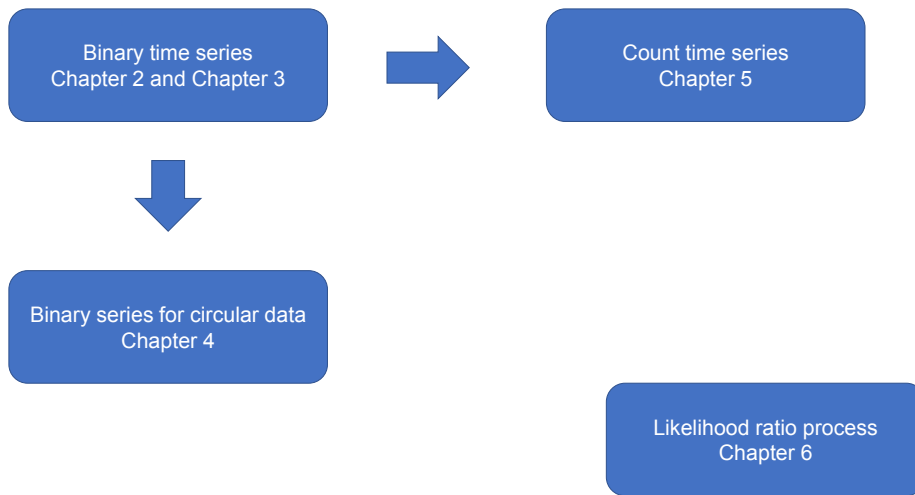 Binary time series
Chapter 2 and Chapter 3
Count time series
Chapter 5
Binary series for circular data
Chapter 4
Likelihood ratio process
Chapter 6